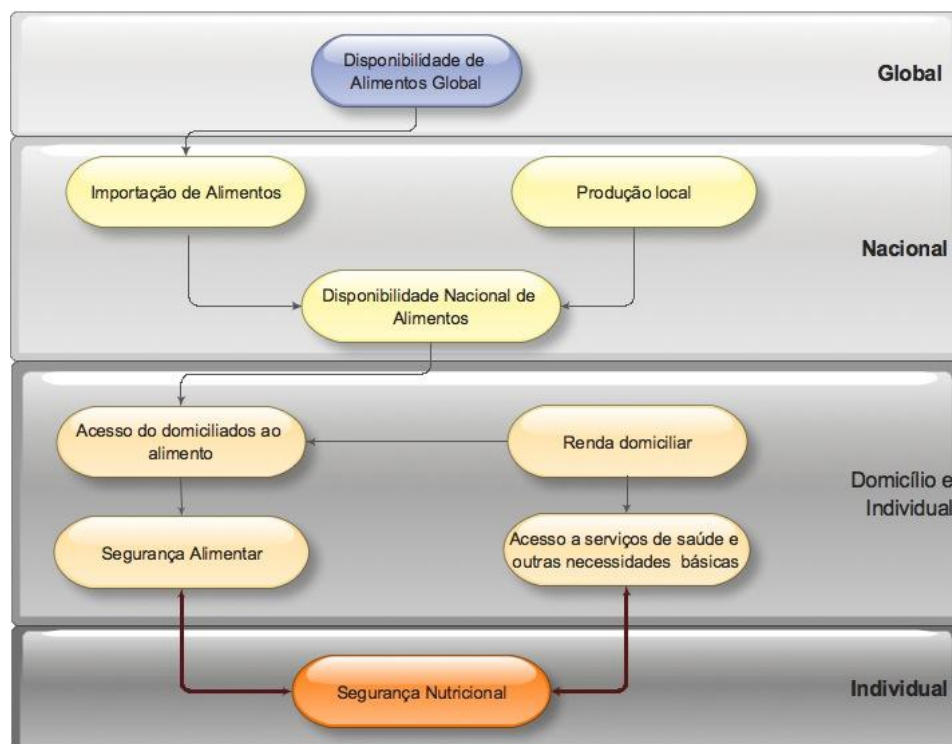 Disponibilidade de
Alimentos Global
Global
Importação de Alimentos
Produção local
Nacional
Disponibilidade Nacional de
Alimentos
Acesso do domiciliados ao
alimento
Renda domiciliar
Domicílio e
Individual
Segurança Alimentar
Acesso a serviços de saúde e
outras necessidades básicas
Segurança Nutricional
Individual